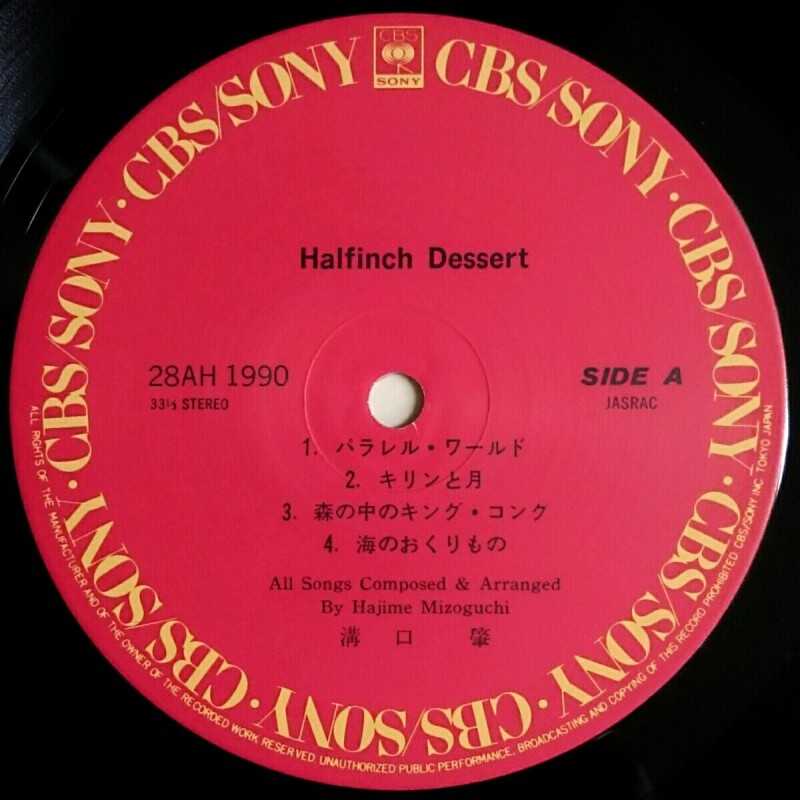 CBS
SONY
CBS/SONY · CBS/SONY · CBS/SONY · CBS/SONY · CBS/SONY · CBS/SONY · CBS/SONY · CBS/SONY
Halfinch Dessert
28AH 1990
33⅓ STEREO
SIDE A
JASRAC
1. パラレル・ワールド
2. キリンと月
3. 森の中のキング・コング
4. 海のおくりもの
All Songs Composed & Arranged
By Hajime Mizoguchi
溝口 肇
ALL RIGHTS OF THE MANUFACTURER AND OF THE OWNER OF THE RECORDED WORK RESERVED. UNAUTHORIZED PUBLIC PERFORMANCE, BROADCASTING AND COPYING OF THIS RECORD PROHIBITED CBS/SONY INC TOKYO JAPAN